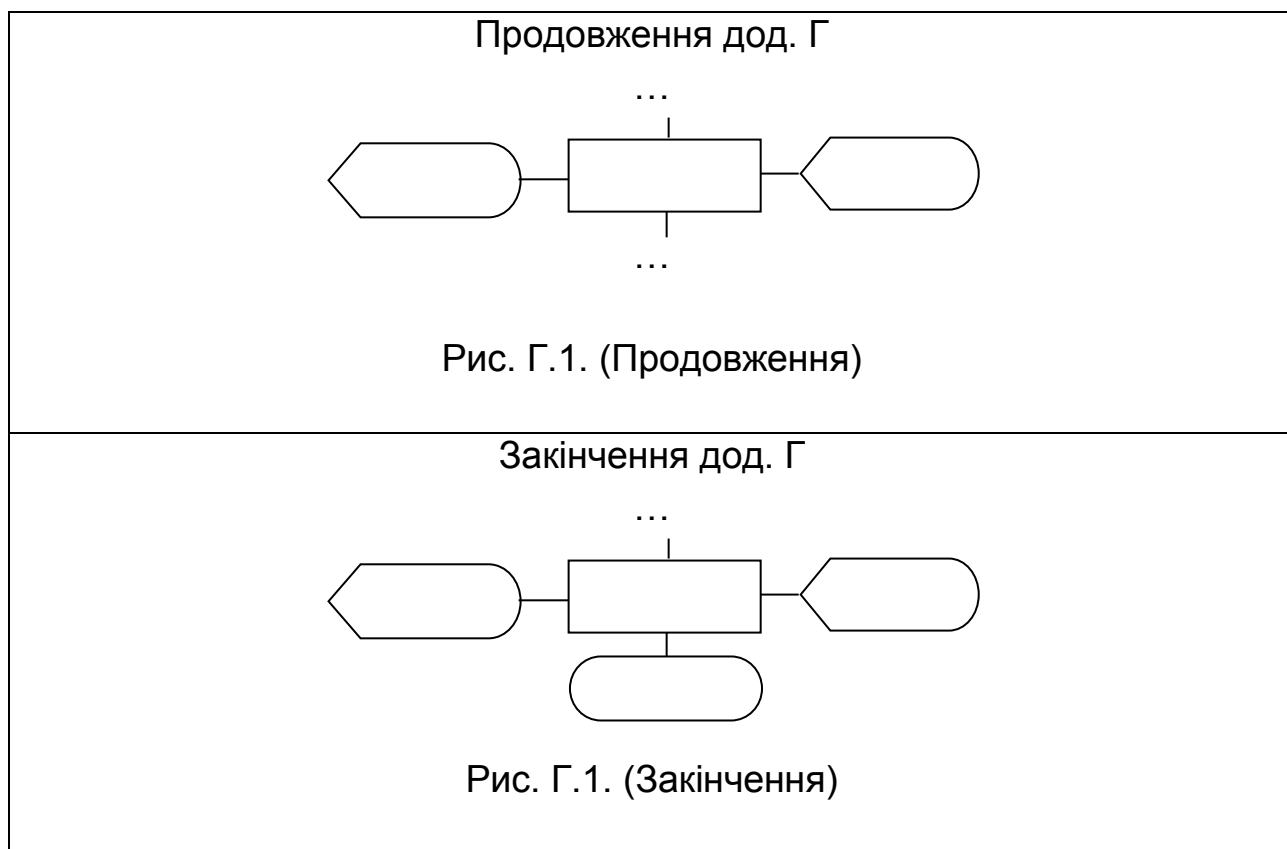 Продовження дод. Г
…
…
Рис. Г.1. (Продовження)
Закінчення дод. Г
…
Рис. Г.1. (Закінчення)